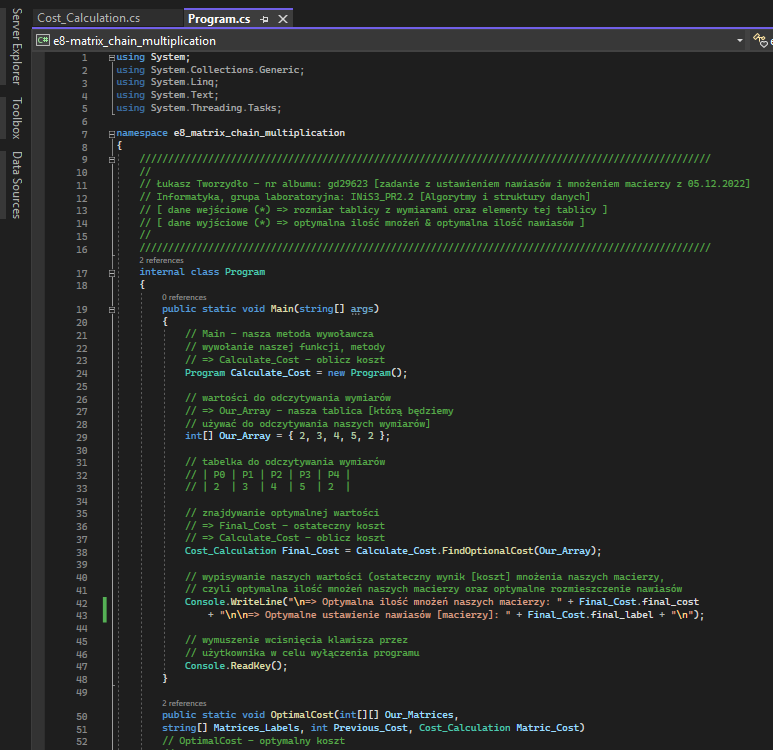 Cost_Calculation.cs
Program.cs
Server Explorer
Toolbox
Data Sources
C# e8-matrix_chain_multiplication
1 using System;
2 using System.Collections.Generic;
3 using System.Linq;
4 using System.Text;
5 using System.Threading.Tasks;
6
7 namespace e8_matrix_chain_multiplication
8 {
9 ////////////////////////////////////////////////////////////////////////////////////////////////////
10 //
11 // Łukasz Tworzydło - nr albumu: gd29623 [zadanie z ustawieniem nawiasów i mnożeniem macierzy z 05.12.2022]
12 // Informatyka, grupa laboratoryjna: INiS3_PR2.2 [Algorytmy i struktury danych]
13 // [ dane wejściowe (*) => rozmiar tablicy z wymiarami oraz elementy tej tablicy ]
14 // [ dane wyjściowe (*) => optymalna ilość mnożeń & optymalna ilość nawiasów ]
15 //
16 ////////////////////////////////////////////////////////////////////////////////////////////////////
2 references
17 internal class Program
18 {
0 references
19 public static void Main(string[] args)
20 {
21 // Main - nasza metoda wywoławcza
22 // wywołanie naszej funkcji, metody
23 // => Calculate_Cost - oblicz koszt
24 Program Calculate_Cost = new Program();
25
26 // wartości do odczytywania wymiarów
27 // => Our_Array - nasza tablica [którą będziemy
28 // używać do odczytywania naszych wymiarów]
29 int[] Our_Array = { 2, 3, 4, 5, 2 };
30
31 // tabelka do odczytywania wymiarów
32 // | P0 | P1 | P2 | P3 | P4 |
33 // | 2 | 3 | 4 | 5 | 2 |
34
35 // znajdywanie optymalnej wartości
36 // => Final_Cost - ostateczny koszt
37 // => Calculate_Cost - oblicz koszt
38 Cost_Calculation Final_Cost = Calculate_Cost.FindOptionalCost(Our_Array);
39
40 // wypisywanie naszych wartości (ostateczny wynik [koszt] mnożenia naszych macierzy,
41 // czyli optymalna ilość mnożeń naszych macierzy oraz optymalne rozmieszczenie nawiasów
42 Console.WriteLine("\n=> Optymalna ilość mnożeń naszych macierzy: " + Final_Cost.final_cost
43 + "\n\n=> Optymalne ustawienie nawiasów [macierzy]: " + Final_Cost.final_label + "\n");
44
45 // wymuszenie wcisnięcia klawisza przez
46 // użytkownika w celu wyłączenia programu
47 Console.ReadKey();
48 }
49
2 references
50 public static void OptimalCost(int[][] Our_Matrices,
51 string[] Matrices_Labels, int Previous_Cost, Cost_Calculation Matric_Cost)
52 // OptimalCost - optymalny koszt